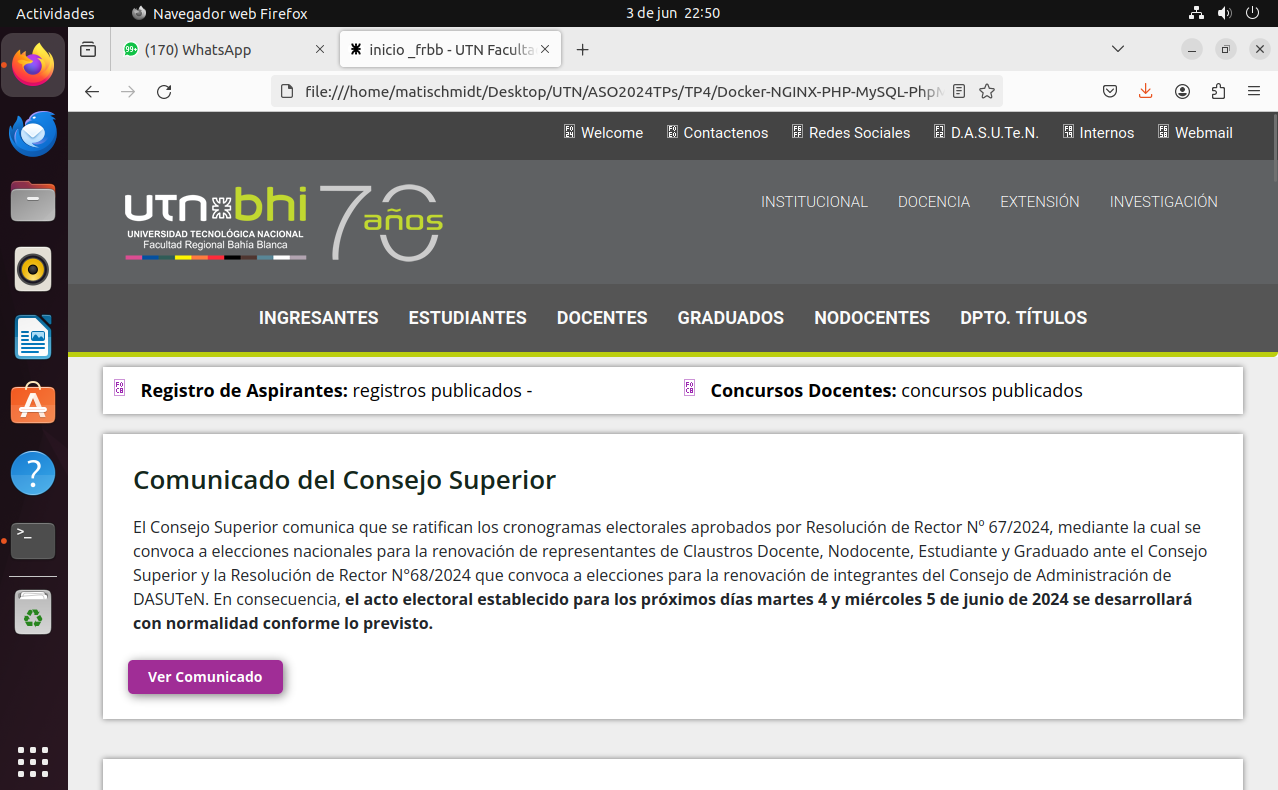 Actividades
Navegador web Firefox
3 de jun 22:50
99+
(170) WhatsApp
inicio _frbb - UTN Faculta
file:///home/matischmidt/Desktop/UTN/ASO2024TPs/TP4/Docker-NGINX-PHP-MySQL-PhpM
Welcome
Contactenos
Redes Sociales
D.A.S.U.Te.N.
Internos
Webmail
utn bhi 70 años
UNIVERSIDAD TECNOLÓGICA NACIONAL
Facultad Regional Bahía Blanca
INSTITUCIONAL
DOCENCIA
EXTENSIÓN
INVESTIGACIÓN
INGRESANTES
ESTUDIANTES
DOCENTES
GRADUADOS
NODOCENTES
DPTO. TÍTULOS
Registro de Aspirantes: registros publicados -
Concursos Docentes: concursos publicados
Comunicado del Consejo Superior
El Consejo Superior comunica que se ratifican los cronogramas electorales aprobados por Resolución de Rector Nº 67/2024, mediante la cual se
convoca a elecciones nacionales para la renovación de representantes de Claustros Docente, Nodocente, Estudiante y Graduado ante el Consejo
Superior y la Resolución de Rector N°68/2024 que convoca a elecciones para la renovación de integrantes del Consejo de Administración de
DASUTeN. En consecuencia, el acto electoral establecido para los próximos días martes 4 y miércoles 5 de junio de 2024 se desarrollará
con normalidad conforme lo previsto.
Ver Comunicado